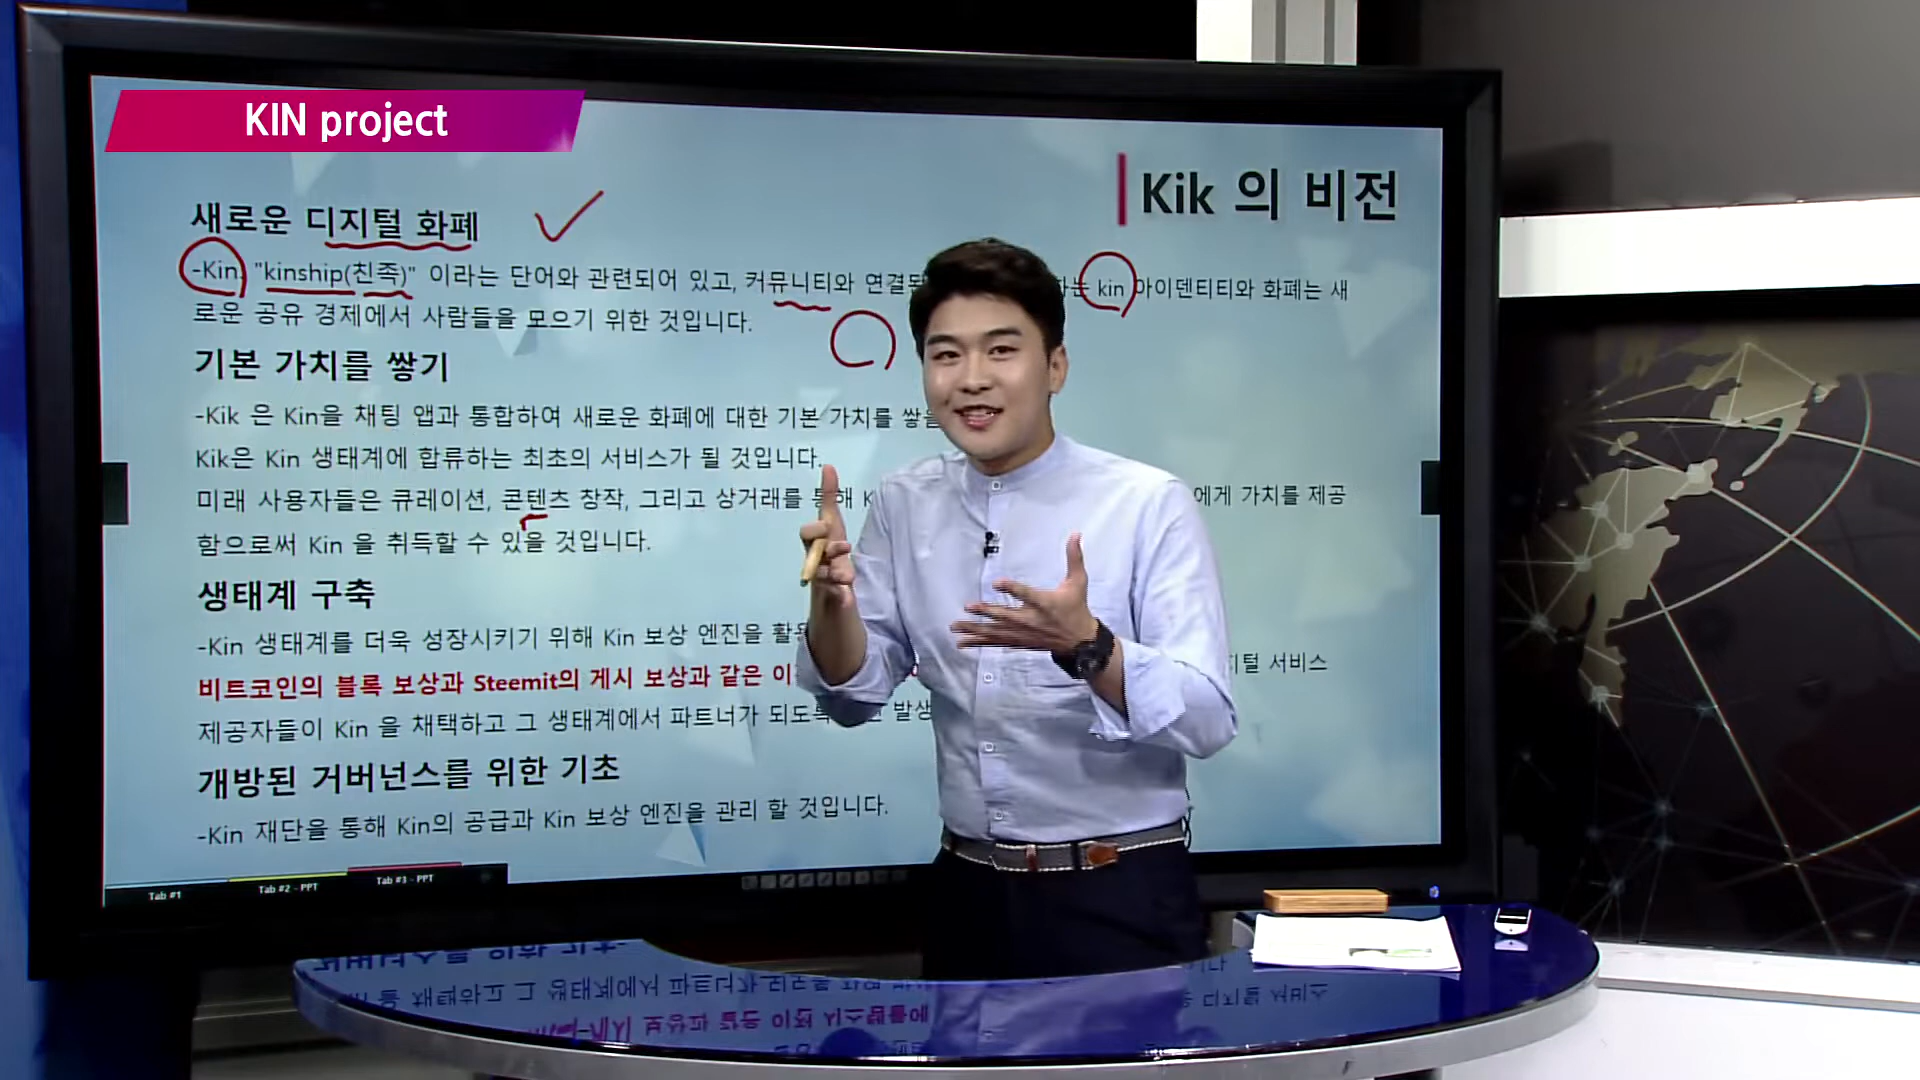 KIN project
Kik 의 비전
새로운 디지털 화폐
-Kin: "kinship(친족)" 이라는 단어와 관련되어 있고, 커뮤니티와 연결 는 kin 아이덴티티와 화폐는 새
로운 공유 경제에서 사람들을 모으기 위한 것입니다.
기본 가치를 쌓기
-Kik 은 Kin을 채팅 앱과 통합하여 새로운 화폐에 대한 기본 가치를 쌓을
Kik은 Kin 생태계에 합류하는 최초의 서비스가 될 것입니다.
미래 사용자들은 큐레이션, 콘텐츠 창작, 그리고 상거래를 통해 에게 가치를 제공
함으로써 Kin 을 취득할 수 있을 것입니다.
생태계 구축
-Kin 생태계를 더욱 성장시키기 위해 Kin 보상 엔진을
비트코인의 블록 보상과 Steemit의 게시 보상과 같은 지털 서비스
제공자들이 Kin 을 채택하고 그 생태계에서 파트너가 되도록 발생
개방된 거버넌스를 위한 기초
-Kin 재단을 통해 Kin의 공급과 Kin 보상 엔진을 관리 할 것입니다.
Tab #1 Tab #2 - PPT Tab #3 - PPT